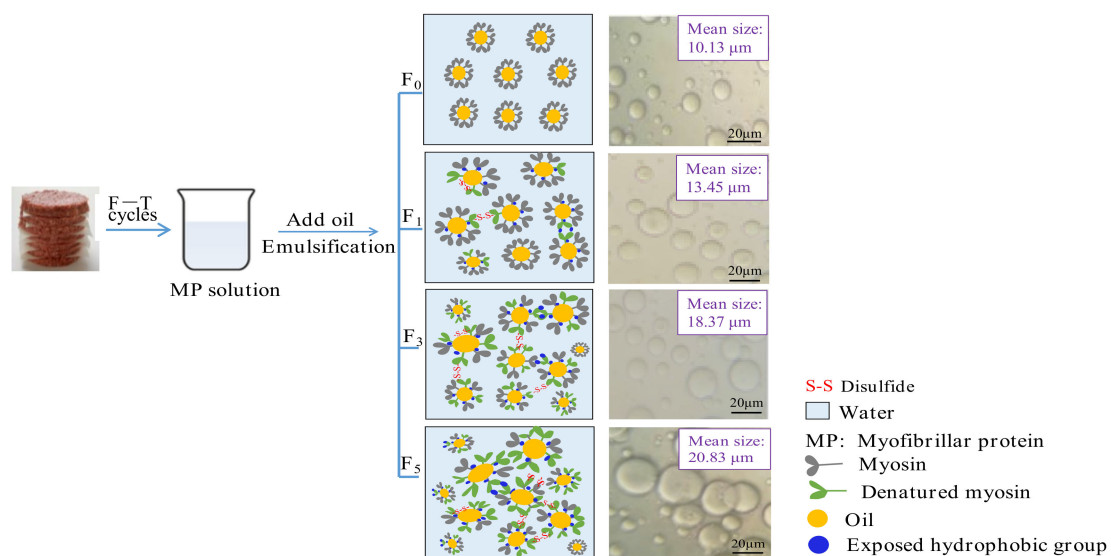 F—T
cycles
MP solution
Add oil
Emulsification
F0
Mean size:
10.13 μm
20μm
F1
S-S
S-S
Mean size:
13.45 μm
20μm
F3
S-S
S-S
S-S
S-S
Mean size:
18.37 μm
20μm
F5
S-S
S-S
S-S
S-S
S-S
Mean size:
20.83 μm
20μm
S-S Disulfide
Water
MP: Myofibrillar protein
Myosin
Denatured myosin
Oil
Exposed hydrophobic group